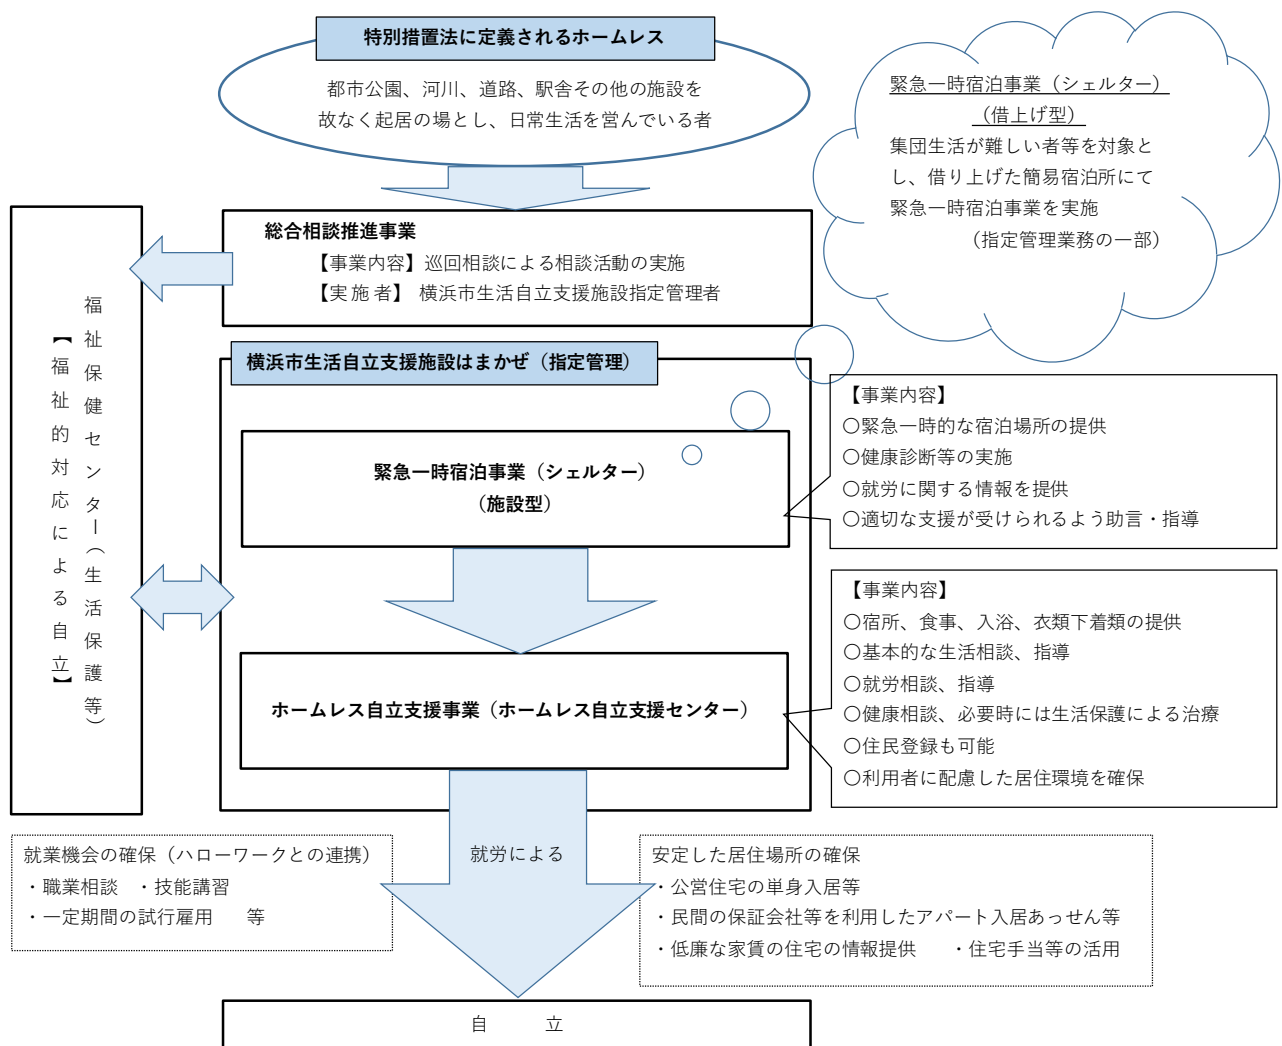 特別措置法に定義されるホームレス
都市公園、河川、道路、駅舎その他の施設を
故なく起居の場とし、日常生活を営んでいる者
緊急一時宿泊事業（シェルター）
（借上げ型）
集団生活が難しい者等を対象と
し、借り上げた簡易宿泊所にて
緊急一時宿泊事業を実施
（指定管理業務の一部）
総合相談推進事業
【事業内容】巡回相談による相談活動の実施
【実 施 者】 横浜市生活自立支援施設指定管理者
福祉保健センター（生活保護等）
【福祉的対応による自立】
横浜市生活自立支援施設はまかぜ（指定管理）
緊急一時宿泊事業（シェルター）
（施設型）
【事業内容】
〇緊急一時的な宿泊場所の提供
〇健康診断等の実施
〇就労に関する情報を提供
〇適切な支援が受けられるよう助言・指導
ホームレス自立支援事業（ホームレス自立支援センター）
【事業内容】
〇宿所、食事、入浴、衣類下着類の提供
〇基本的な生活相談、指導
〇就労相談、指導
〇健康相談、必要時には生活保護による治療
〇住民登録も可能
〇利用者に配慮した居住環境を確保
就業機会の確保（ハローワークとの連携）
・職業相談　・技能講習
・一定期間の試行雇用　　等
就労による
安定した居住場所の確保
・公営住宅の単身入居等
・民間の保証会社等を利用したアパート入居あっせん等
・低廉な家賃の住宅の情報提供　　・住宅手当等の活用
自　　　立